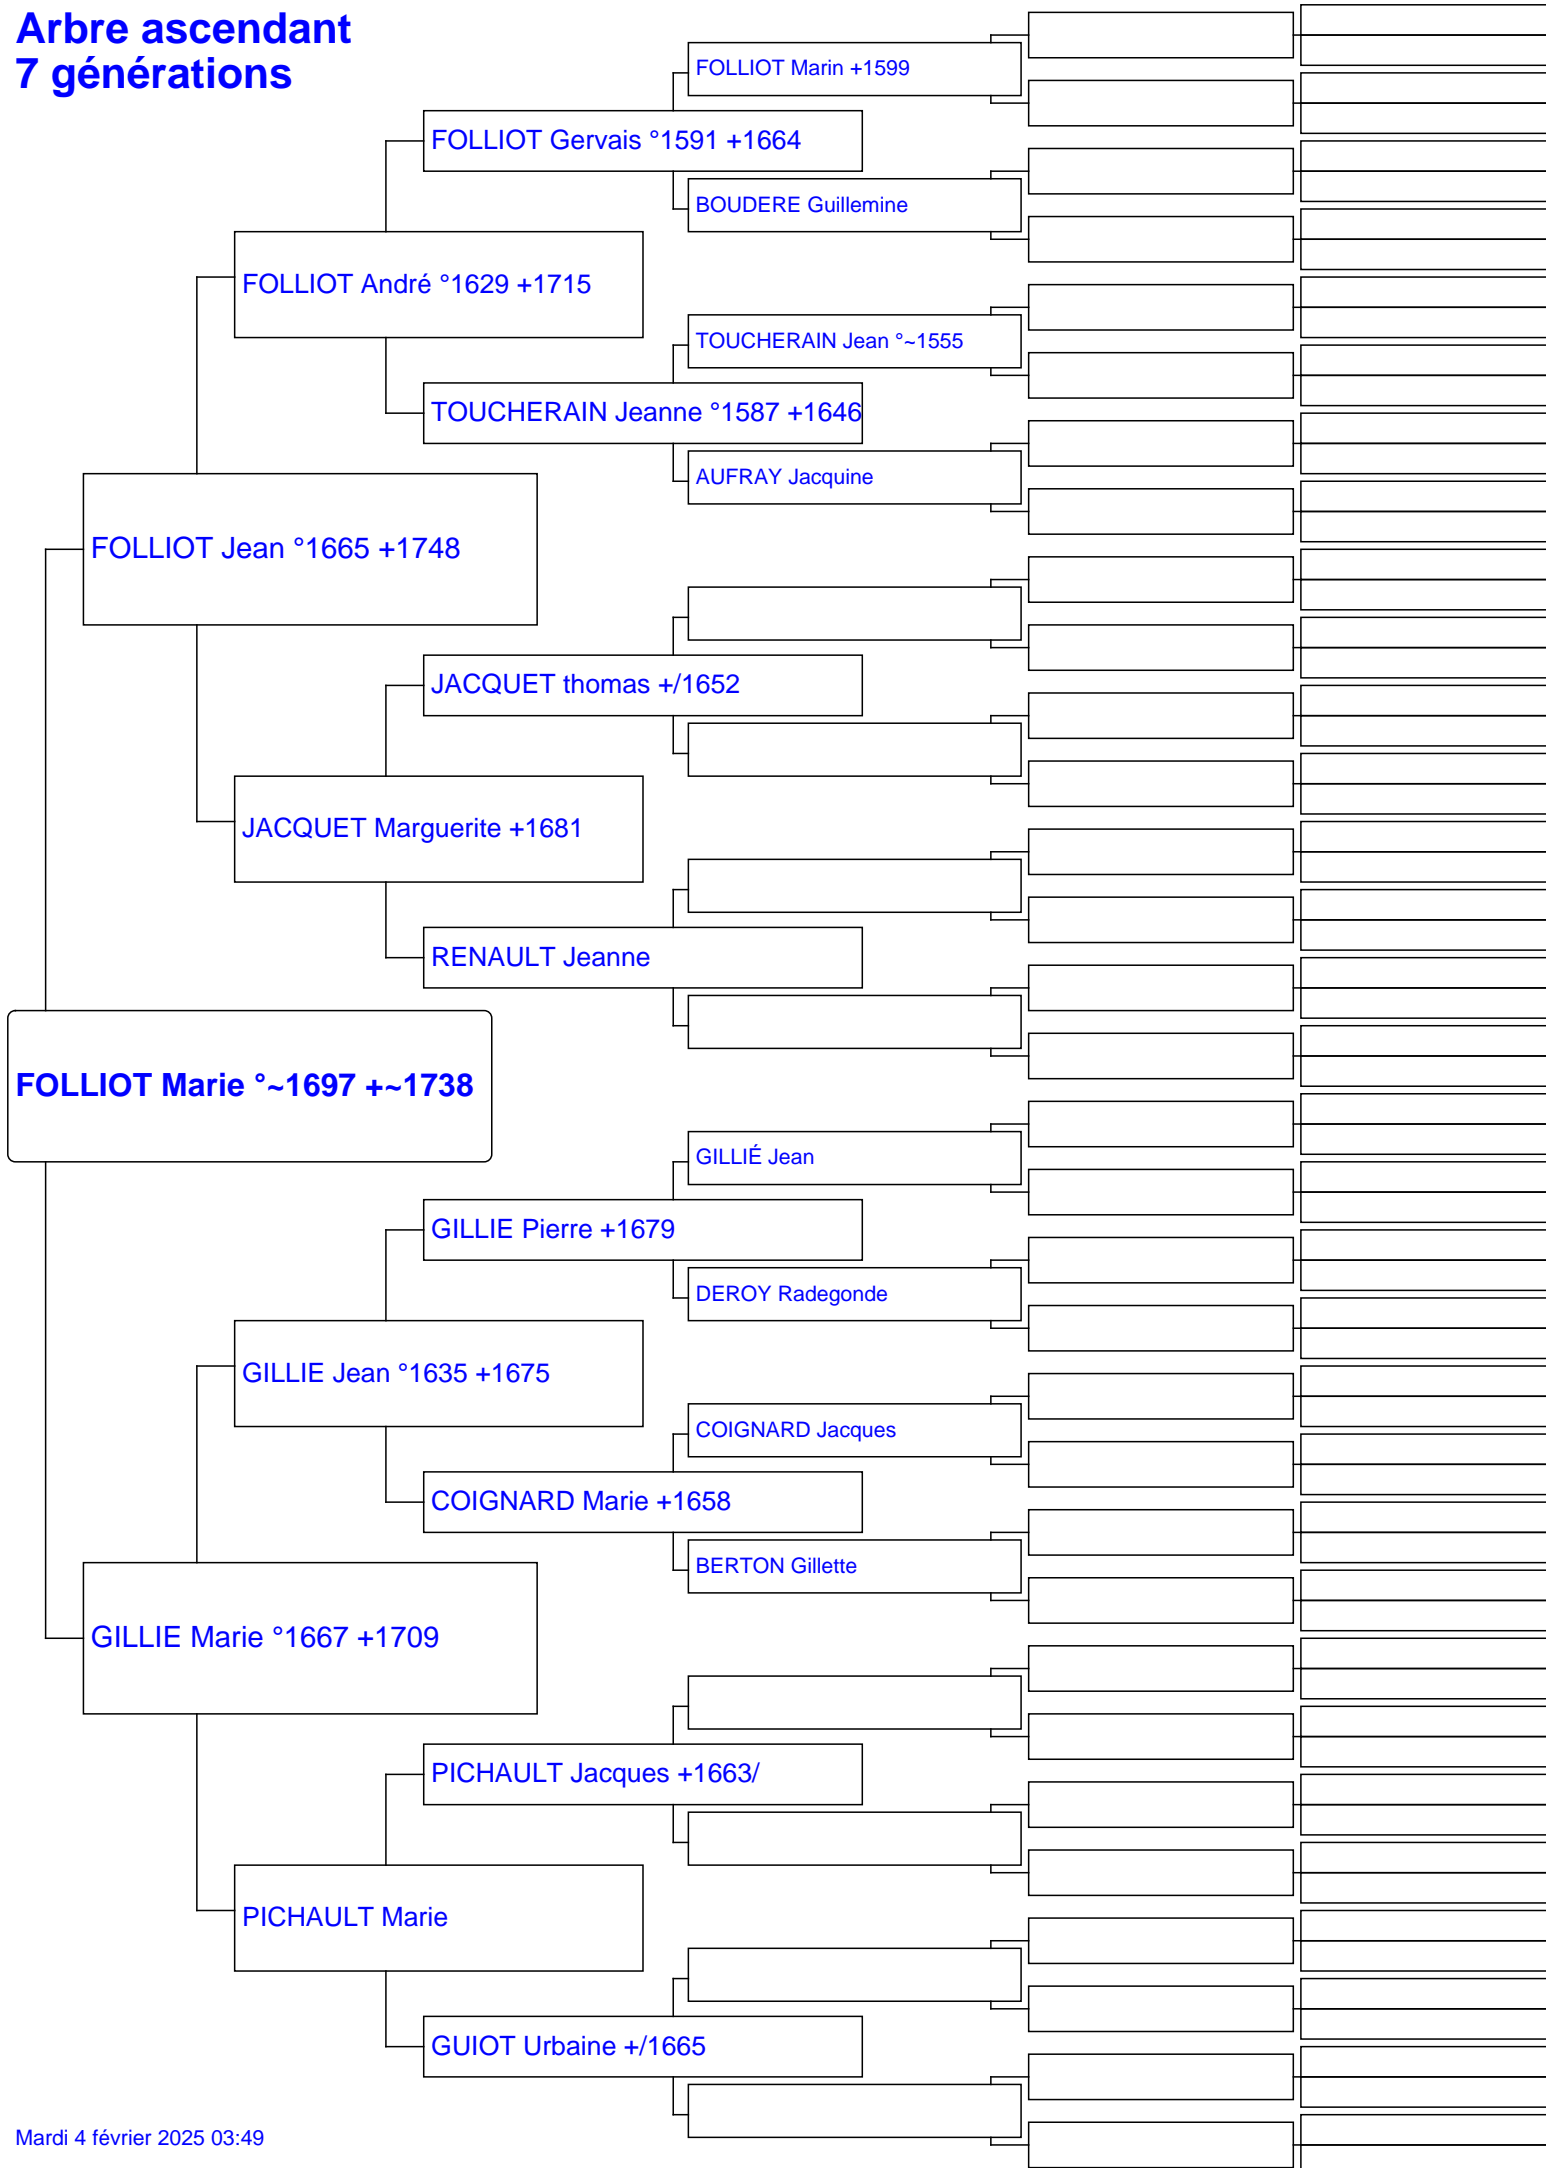 Arbre ascendant
7 générations
FOLLIOT Marin +1599
FOLLIOT Gervais °1591 +1664
BOUDERE Guillemine
FOLLIOT André °1629 +1715
TOUCHERAIN Jean °~1555
TOUCHERAIN Jeanne °1587 +1646
AUFRAY Jacquine
FOLLIOT Jean °1665 +1748
JACQUET thomas +/1652
JACQUET Marguerite +1681
RENAULT Jeanne
FOLLIOT Marie °~1697 +~1738
GILLIÉ Jean
GILLIE Pierre +1679
DEROY Radegonde
GILLIE Jean °1635 +1675
COIGNARD Jacques
COIGNARD Marie +1658
BERTON Gillette
GILLIE Marie °1667 +1709
PICHAULT Jacques +1663/
PICHAULT Marie
GUIOT Urbaine +/1665
Mardi 4 février 2025 03:49